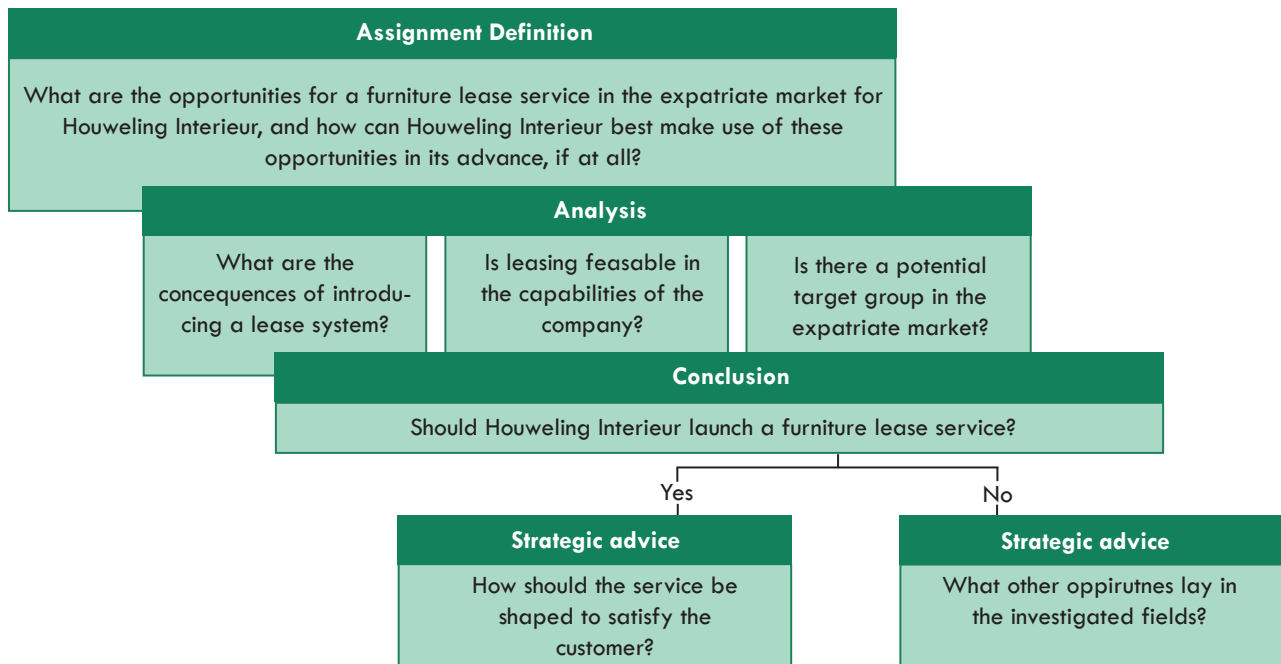 Assignment Definition
What are the opportunities for a furniture lease service in the expatriate market for
Houweling Interieur, and how can Houweling Interieur best make use of these
opportunities in its advance, if at all?
Analysis
What are the
concequences of introdu-
cing a lease system?
Is leasing feasable in
the capabilities of the
company?
Is there a potential
target group in the
expatriate market?
Conclusion
Should Houweling Interieur launch a furniture lease service?
Yes
No
Strategic advice
How should the service be
shaped to satisfy the
customer?
Strategic advice
What other oppirutnes lay in
the investigated fields?